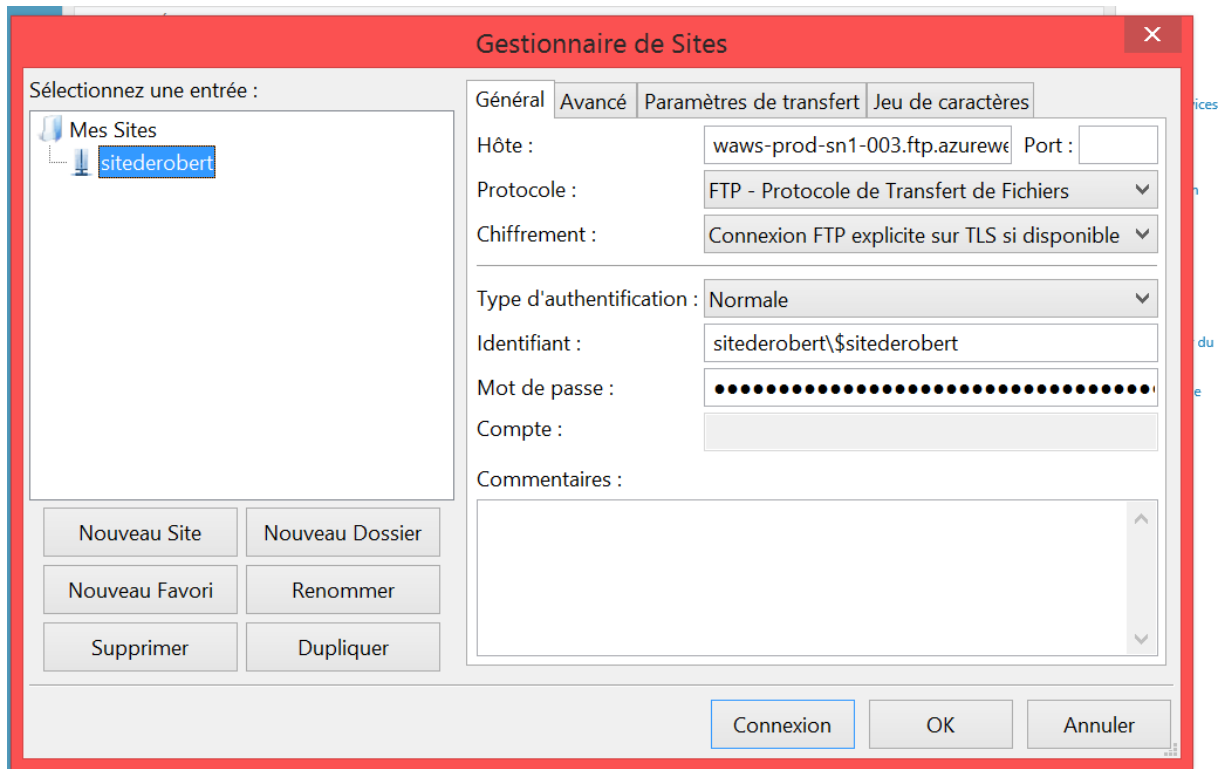 Gestionnaire de Sites
Sélectionnez une entrée :
Mes Sites
sitederobert
Nouveau Site
Nouveau Dossier
Nouveau Favori
Renommer
Supprimer
Dupliquer
Général
Avancé
Paramètres de transfert
Jeu de caractères
Hôte :
waws-prod-sn1-003.ftp.azurewe
Port :
Protocole :
FTP - Protocole de Transfert de Fichiers
Chiffrement :
Connexion FTP explicite sur TLS si disponible
Type d'authentification :
Normale
Identifiant :
sitederobert\$sitederobert
Mot de passe :
Compte :
Commentaires :
Connexion
OK
Annuler
du